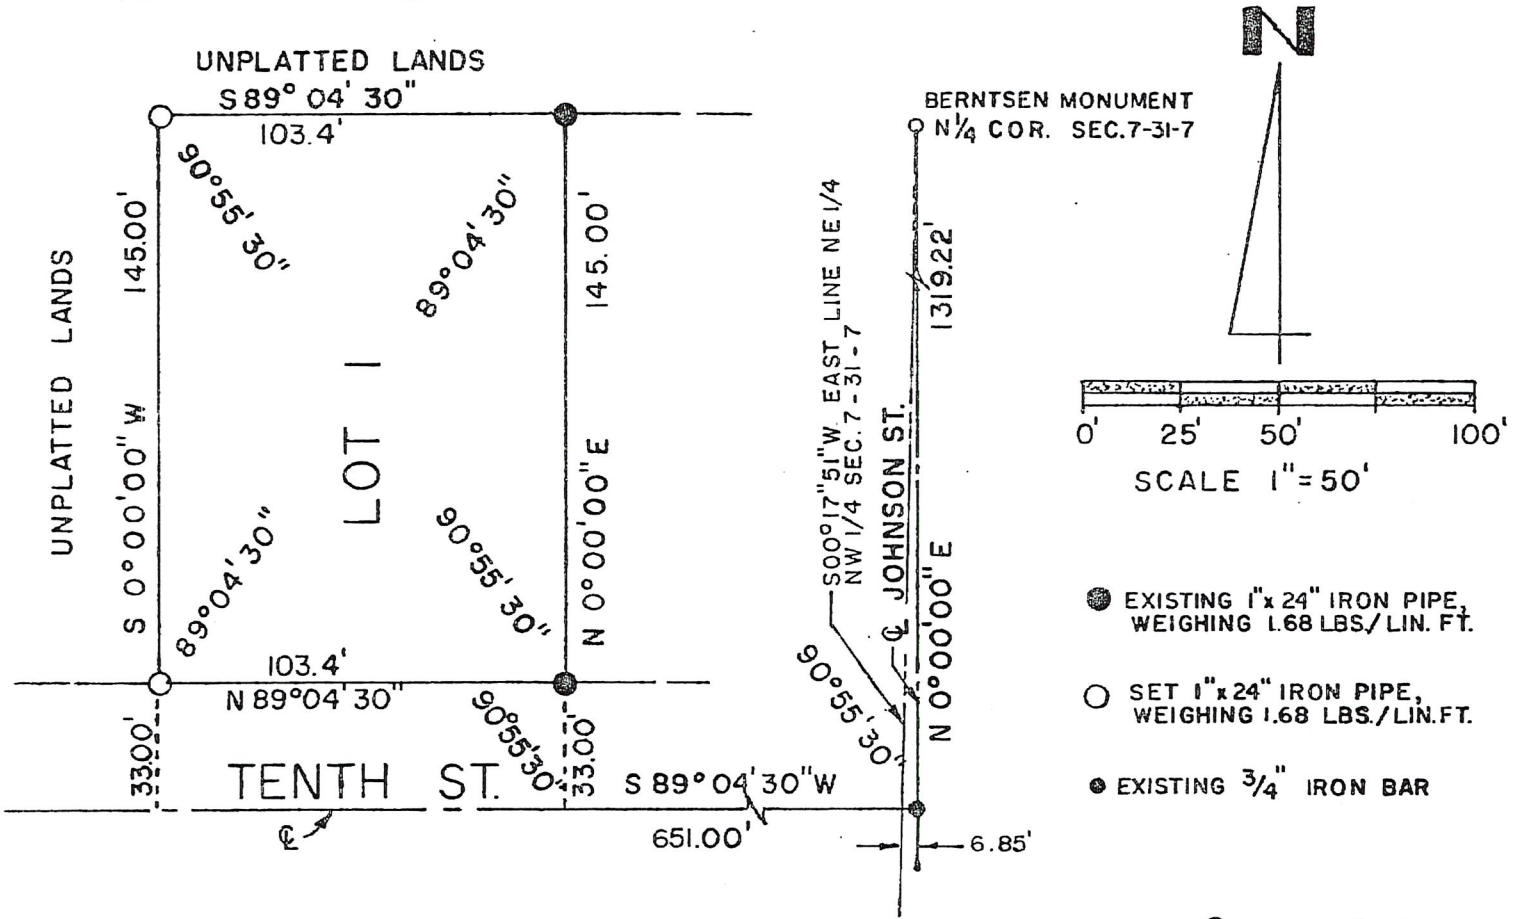 UNPLATTED LANDS
S 89° 04' 30"
103.4'
90°55'30"
89°04'30"
145.00'
145.00'
UNPLATTED LANDS
S 0°00'00" W
LOT 1
N 0°00'00" E
89°04'30"
90°55'30"
103.4'
N 89°04'30"
33.00'
90°55'30"
33.00'
TENTH ST.
℄
S 89° 04'30" W
651.00'
BERNTSEN MONUMENT
N 1/4 COR. SEC. 7-31-7
1319.22'
S00°17"51"W. EAST LINE NE 1/4
NW 1/4 SEC. 7-31-7
℄ JOHNSON ST.
N 0°00'00" E
90°55'30"
6.85'
N
0' 25' 50' 100'
SCALE 1"=50'
EXISTING 1"x 24" IRON PIPE,
WEIGHING 1.68 LBS./LIN. FT.
SET 1"x 24" IRON PIPE,
WEIGHING 1.68 LBS./LIN. FT.
EXISTING 3/4" IRON BAR